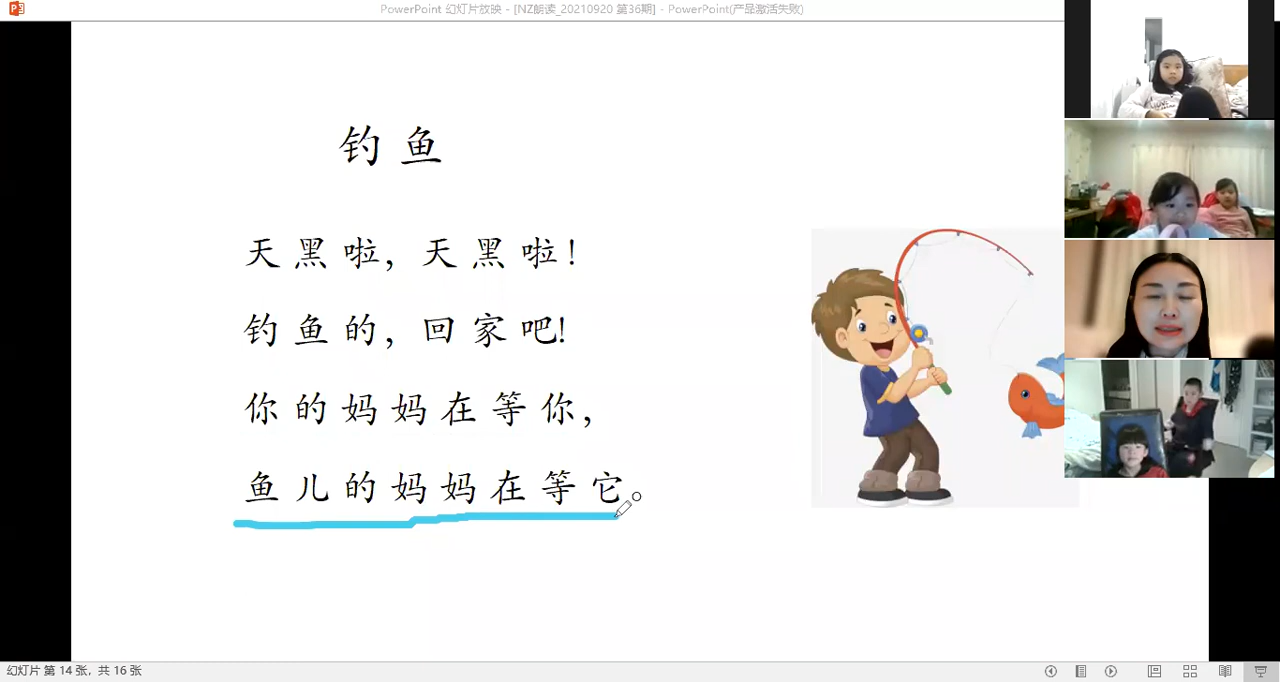 PowerPoint 幻灯片放映 - [NZ朗读_20210920 第36期] - PowerPoint(产品激活失败)
钓鱼
天黑啦，天黑啦！
钓鱼的，回家吧！
你的妈妈在等你，
鱼儿的妈妈在等它。
幻灯片 第 14 张，共 16 张